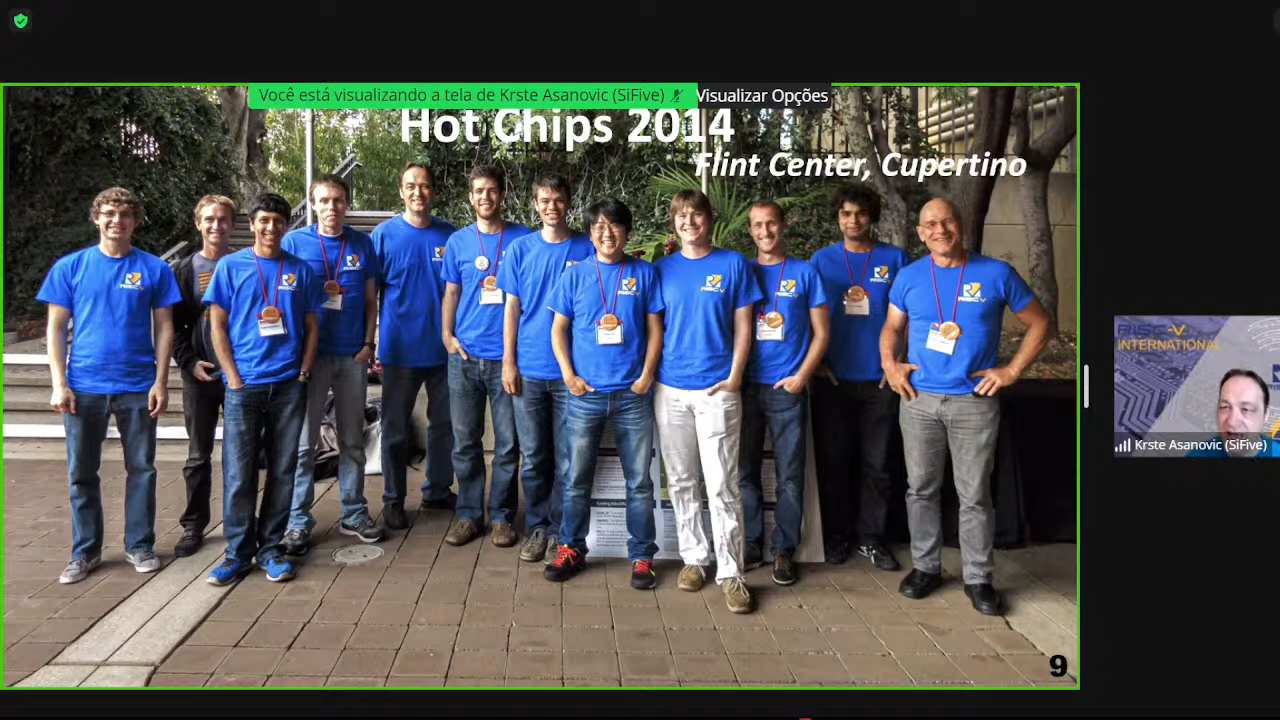 Você está visualizando a tela de Krste Asanovic (SiFive)
Visualizar Opções
Hot Chips 2014
Flint Center, Cupertino
RISC-V
INTERNATIONAL
Krste Asanovic (SiFive)
9